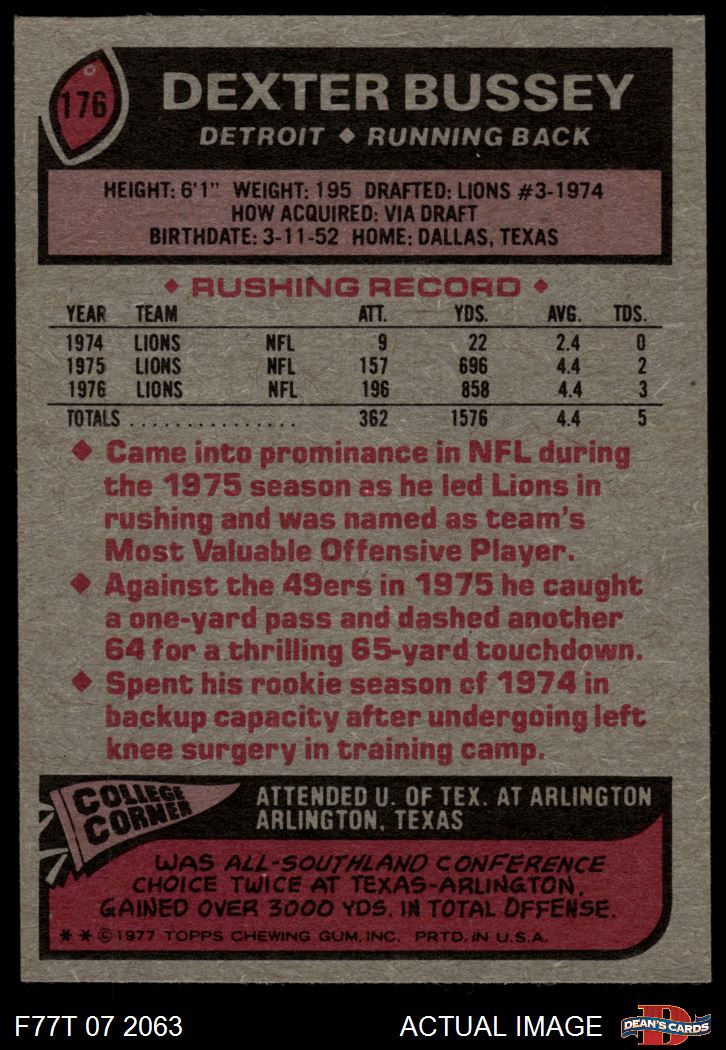 176
DEXTER BUSSEY
DETROIT ◆ RUNNING BACK
HEIGHT: 6'1" WEIGHT: 195 DRAFTED: LIONS #3-1974
HOW ACQUIRED: VIA DRAFT
BIRTHDATE: 3-11-52 HOME: DALLAS, TEXAS
◆ RUSHING RECORD ◆
YEAR TEAM ATT. YDS. AVG. TDS.
1974 LIONS NFL 9 22 2.4 0
1975 LIONS NFL 157 696 4.4 2
1976 LIONS NFL 196 858 4.4 3
TOTALS ............... 362 1576 4.4 5
◆ Came into prominance in NFL during
the 1975 season as he led Lions in
rushing and was named as team's
Most Valuable Offensive Player.
◆ Against the 49ers in 1975 he caught
a one-yard pass and dashed another
64 for a thrilling 65-yard touchdown.
◆ Spent his rookie season of 1974 in
backup capacity after undergoing left
knee surgery in training camp.
COLLEGE
CORNER
ATTENDED U. OF TEX. AT ARLINGTON
ARLINGTON, TEXAS
WAS ALL-SOUTHLAND CONFERENCE
CHOICE TWICE AT TEXAS-ARLINGTON.
GAINED OVER 3000 YDS. IN TOTAL OFFENSE.
** © 1977 TOPPS CHEWING GUM, INC. PRTD. IN U.S.A.
F77T 07 2063
ACTUAL IMAGE
D
DEAN'S CARDS